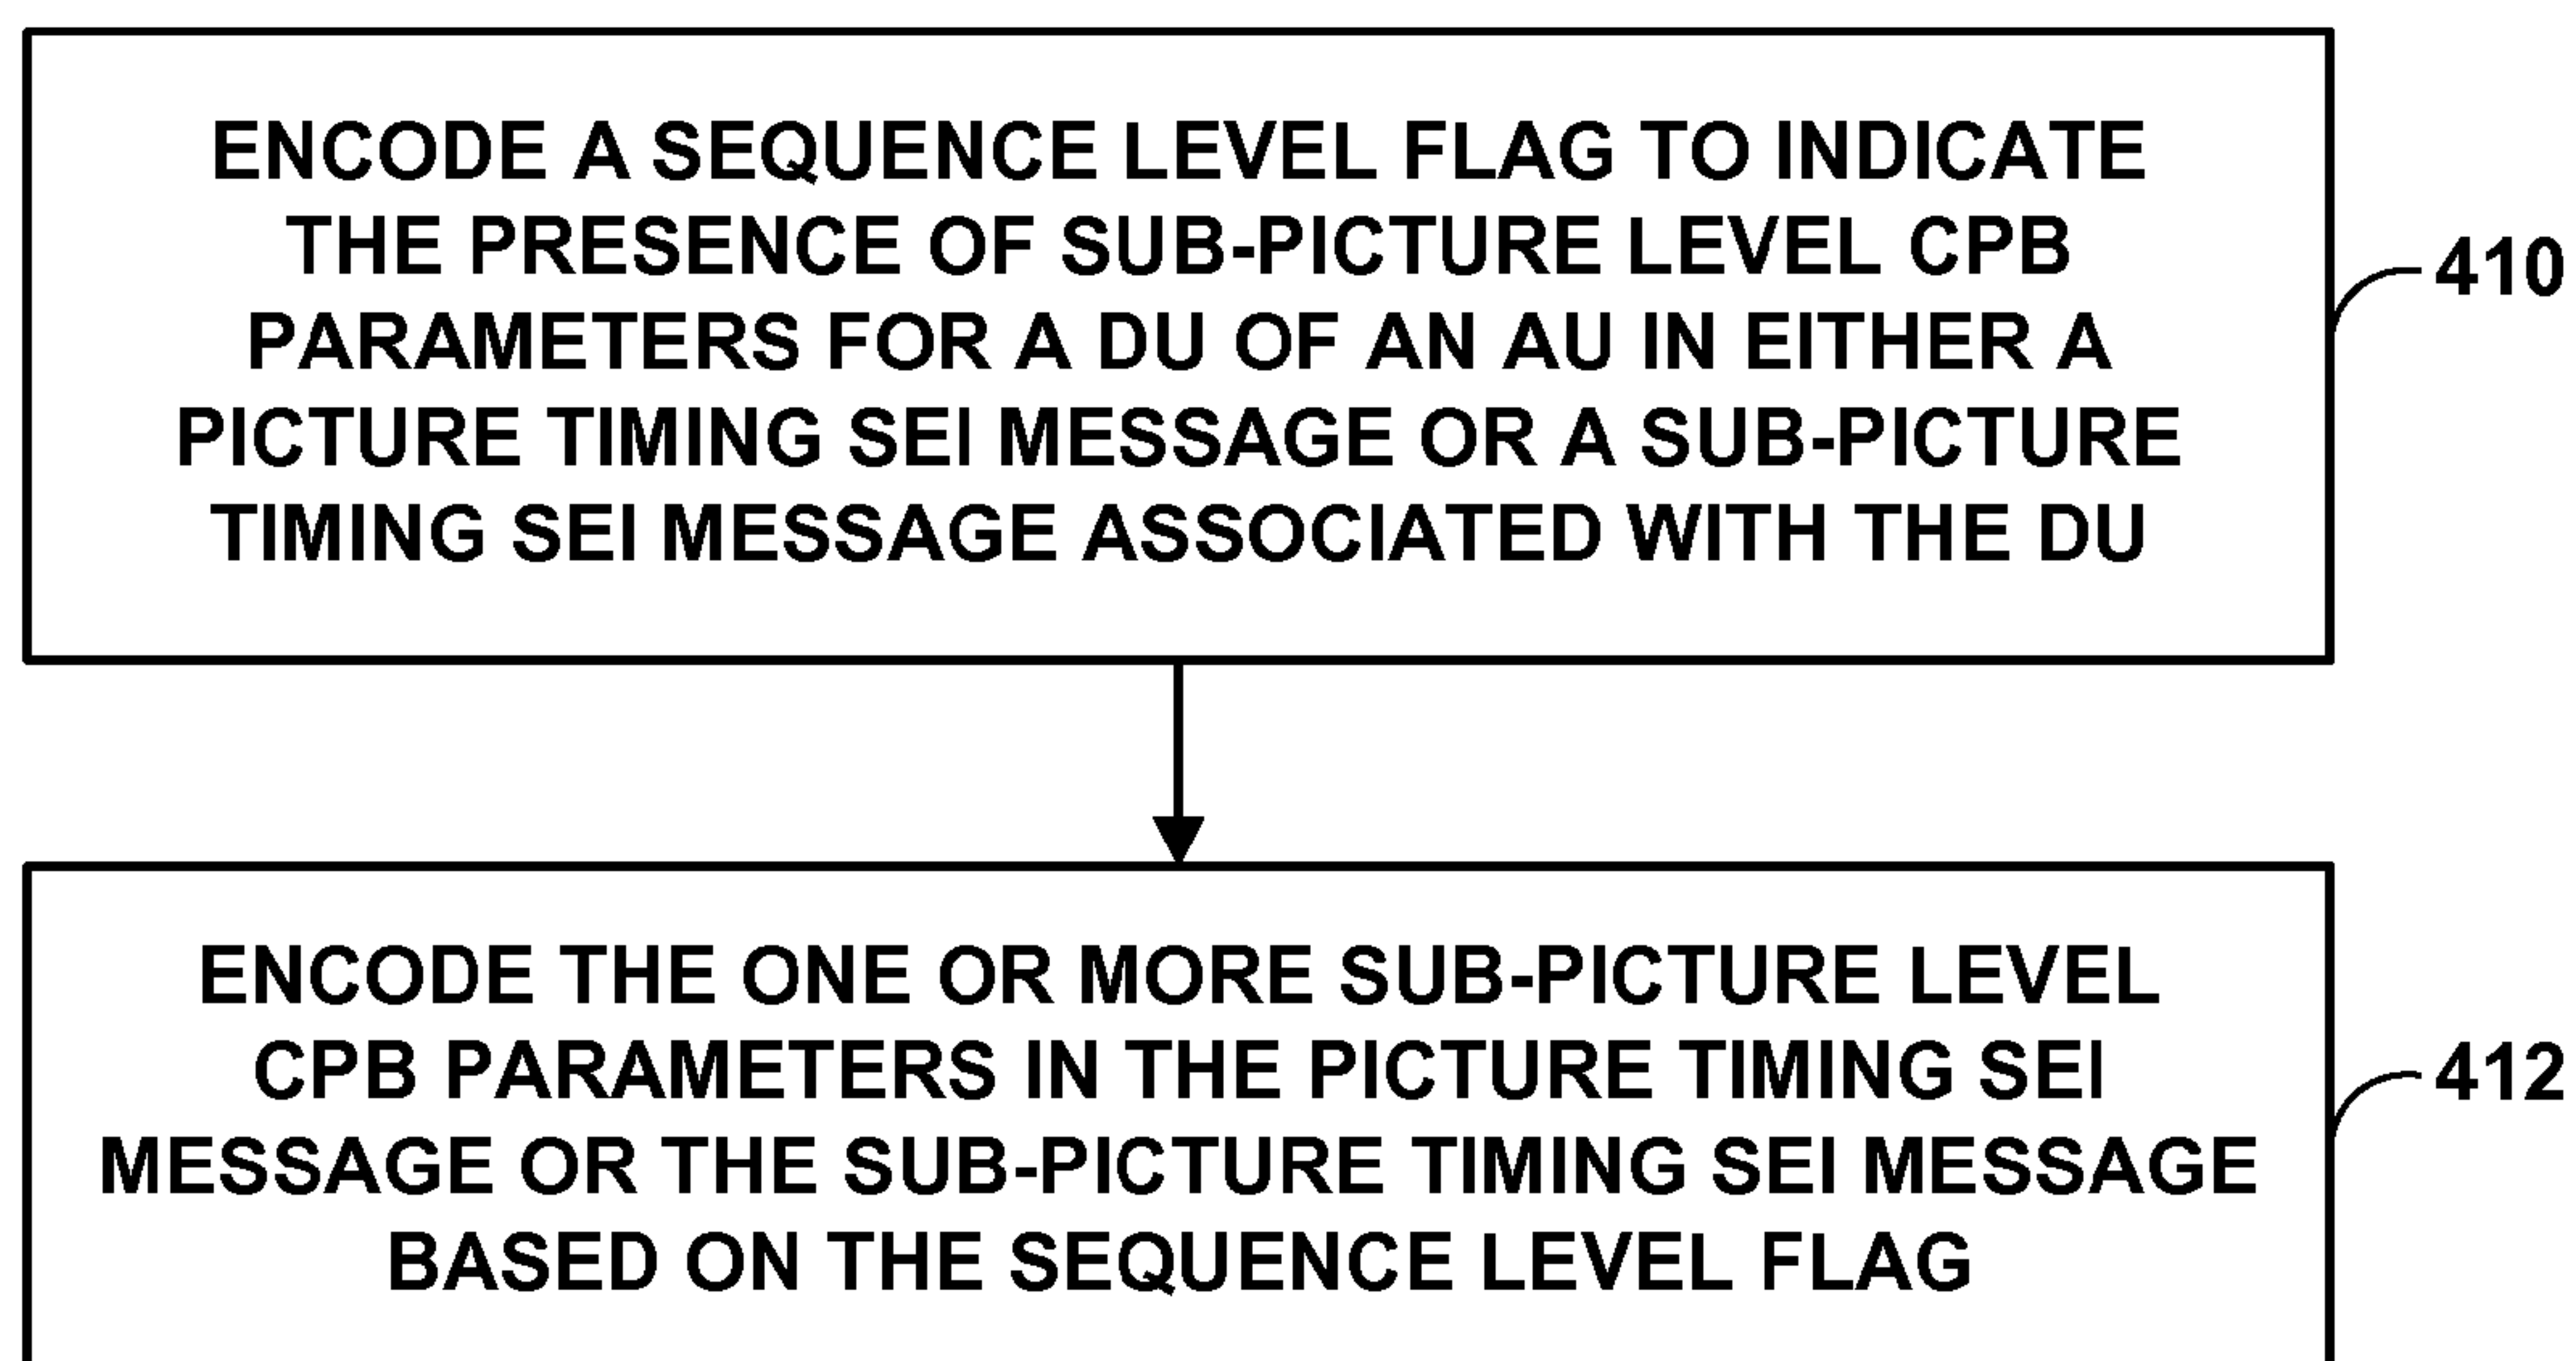 ENCODE A SEQUENCE LEVEL FLAG TO INDICATE
THE PRESENCE OF SUB-PICTURE LEVEL CPB
PARAMETERS FOR A DU OF AN AU IN EITHER A
PICTURE TIMING SEI MESSAGE OR A SUB-PICTURE
TIMING SEI MESSAGE ASSOCIATED WITH THE DU
410
ENCODE THE ONE OR MORE SUB-PICTURE LEVEL
CPB PARAMETERS IN THE PICTURE TIMING SEI
MESSAGE OR THE SUB-PICTURE TIMING SEI MESSAGE
BASED ON THE SEQUENCE LEVEL FLAG
412